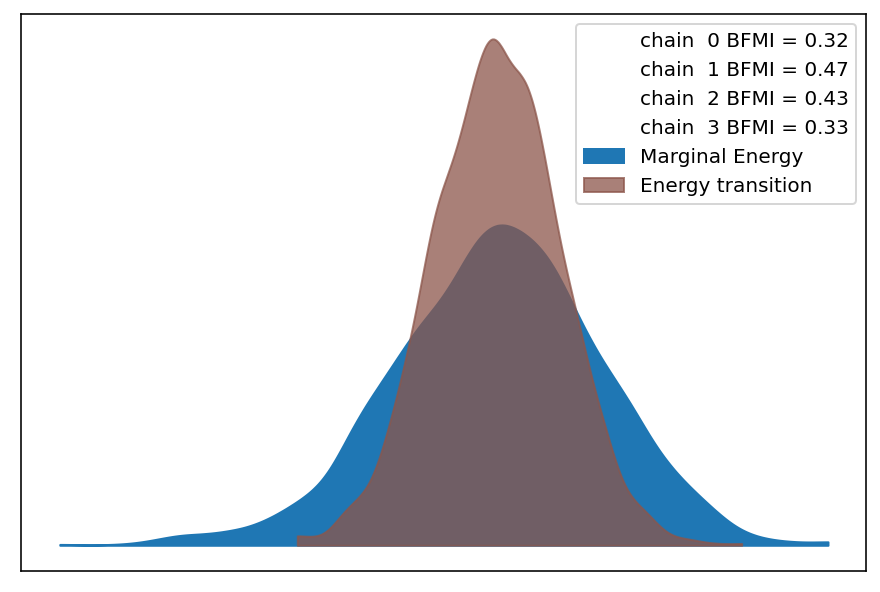 chain  0 BFMI = 0.32
chain  1 BFMI = 0.47
chain  2 BFMI = 0.43
chain  3 BFMI = 0.33
Marginal Energy
Energy transition